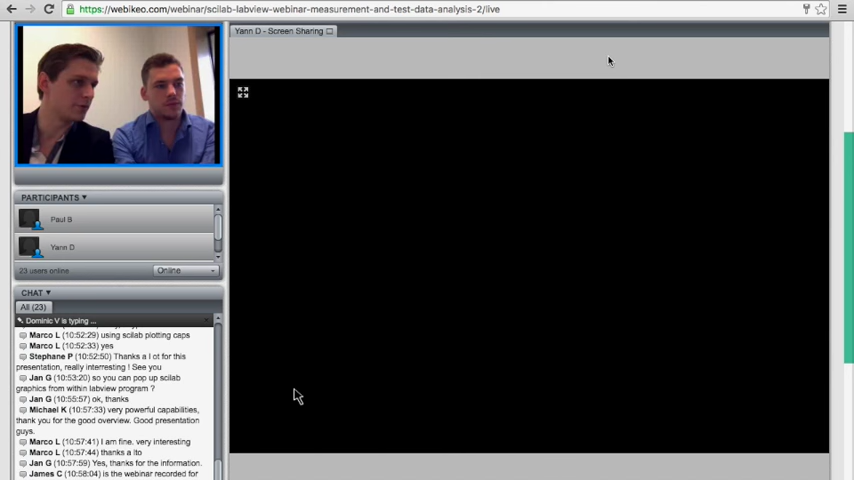 https://webikeo.com/webinar/scilab-labview-webinar-measurement-and-test-data-analysis-2/live
Yann D - Screen Sharing
PARTICIPANTS
Paul B
Yann D
23 users online
Online
CHAT
All (23)
Dominic V is typing ...
Marco L (10:52:29) using scilab plotting caps
Marco L (10:52:33) yes
Stephane P (10:52:50) Thanks a lot for this
presentation, really interresting ! See you
Jan G (10:53:20) so you can pop up scilab
graphics from within labview program ?
Jan G (10:55:57) ok, thanks
Michael K (10:57:33) very powerful capabilities,
thank you for the good overview. Good presentation
guys.
Marco L (10:57:41) I am fine. very interesting
Marco L (10:57:44) thanks a lto
Jan G (10:57:59) Yes, thanks for the information.
James C (10:58:04) is the webinar recorded for